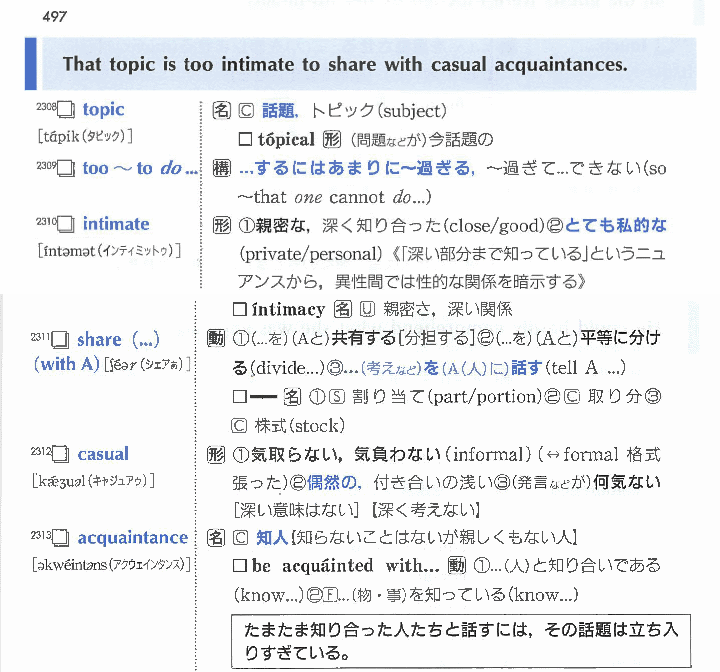 497
That topic is too intimate to share with casual acquaintances.
2308□ topic
[tápik(タピック)]
名 C 話題, トピック(subject)
□ tópical 形 (問題などが)今話題の
2309□ too ～ to do ...
構 ...するにはあまりに～過ぎる, ～過ぎて...できない(so
～that one cannot do...)
2310□ intimate
[íntəmət(インティミットゥ)]
形 ①親密な, 深く知り合った(close/good)②とても私的な
(private/personal)《「深い部分まで知っている」というニュ
アンスから, 異性間では性的な関係を暗示する》
□ íntimacy 名 U 親密さ, 深い関係
2311□ share (...)
(with A) [ʃéər(シェアぁ)]
動 ①(...を)(Aと)共有する[分担する]②(...を)(Aと)平等に分け
る(divide...)③...(考えなど)を(A(人)に)話す(tell A ...)
□━ 名 ①S 割り当て(part/portion)②C 取り分③
C 株式(stock)
2312□ casual
[kǽʒuəl(キャジュアゥ)]
形 ①気取らない, 気負わない(informal)(↔formal 格式
張った)②偶然の, 付き合いの浅い③(発言などが)何気ない
[深い意味はない]【深く考えない】
2313□ acquaintance
[əkwéintəns(アクウェインタンス)]
名 C 知人【知らないことはないが親しくもない人】
□ be acquáinted with... 動 ①...(人)と知り合いである
(know...)②F...(物・事)を知っている(know...)
たまたま知り合った人たちと話すには, その話題は立ち入
りすぎている。